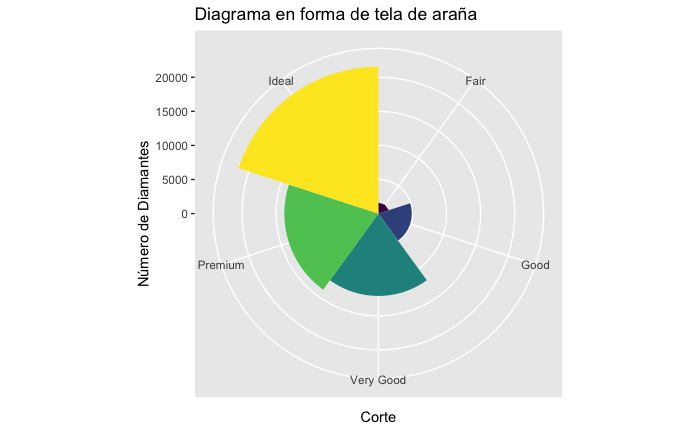 Diagrama en forma de tela de araña
Ideal
Fair
20000
15000
10000
5000
0
Número de Diamantes
Premium
Good
Very Good
Corte